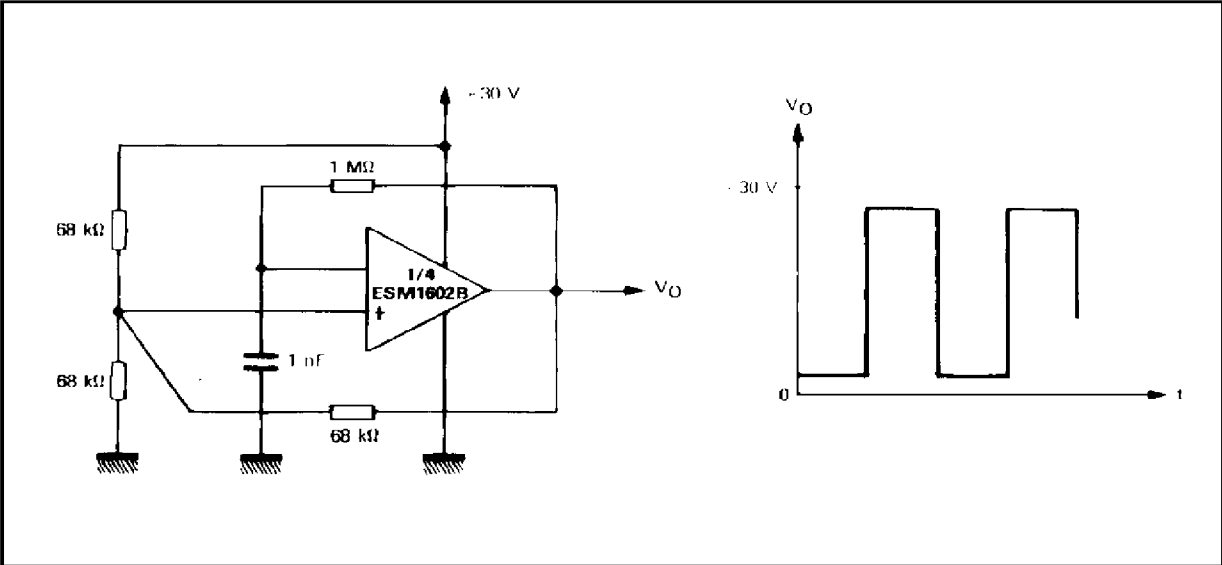 - 30 V
1 MΩ
68 kΩ
1/4
ESM1602B
+
VO
1 nF
68 kΩ
68 kΩ
VO
- 30 V
0
t